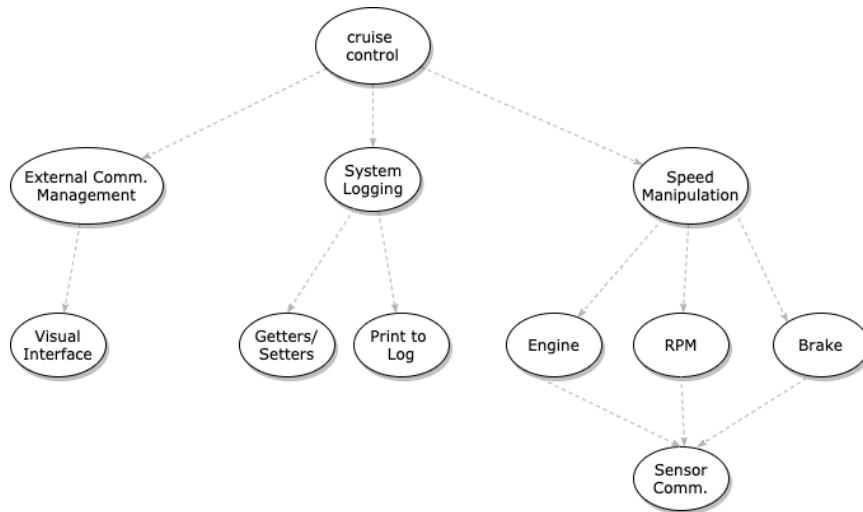 cruise
control
External Comm.
Management
System
Logging
Speed
Manipulation
Visual
Interface
Getters/
Setters
Print to
Log
Engine
RPM
Brake
Sensor
Comm.